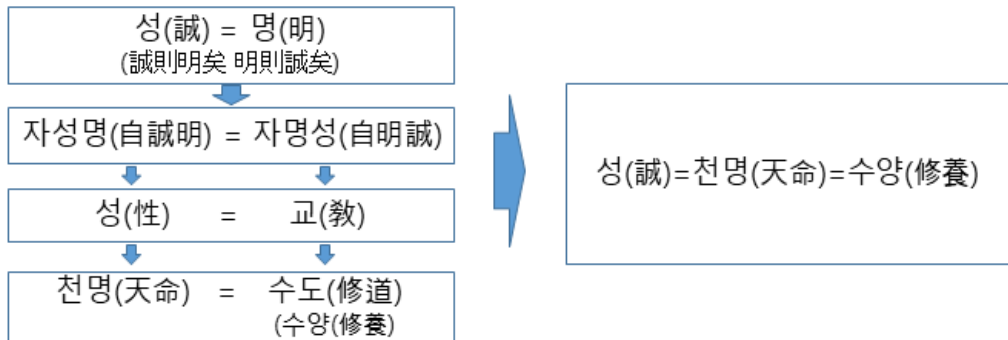 성(誠) = 명(明)
(誠則明矣 明則誠矣)
자성명(自誠明) = 자명성(自明誠)
성(性) = 교(敎)
천명(天命) = 수도(修道)
(수양(修養)
성(誠)=천명(天命)=수양(修養)